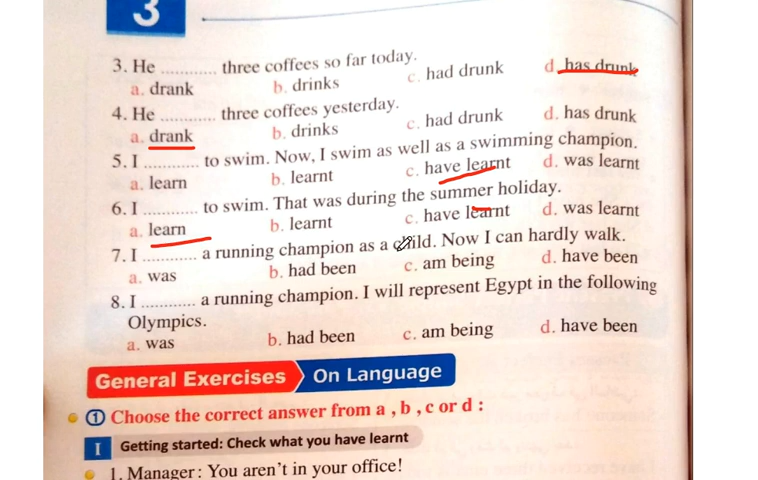 3
3. He ............ three coffees so far today.
a. drank b. drinks c. had drunk d. has drunk
4. He ............ three coffees yesterday.
a. drank b. drinks c. had drunk d. has drunk
5. I ............ to swim. Now, I swim as well as a swimming champion.
a. learn b. learnt c. have learnt d. was learnt
6. I ............ to swim. That was during the summer holiday.
a. learn b. learnt c. have learnt d. was learnt
7. I ............ a running champion as a child. Now I can hardly walk.
a. was b. had been c. am being d. have been
8. I ............ a running champion. I will represent Egypt in the following
Olympics.
a. was b. had been c. am being d. have been
General Exercises On Language
1 Choose the correct answer from a , b , c or d :
I Getting started: Check what you have learnt
1. Manager: You aren't in your office!